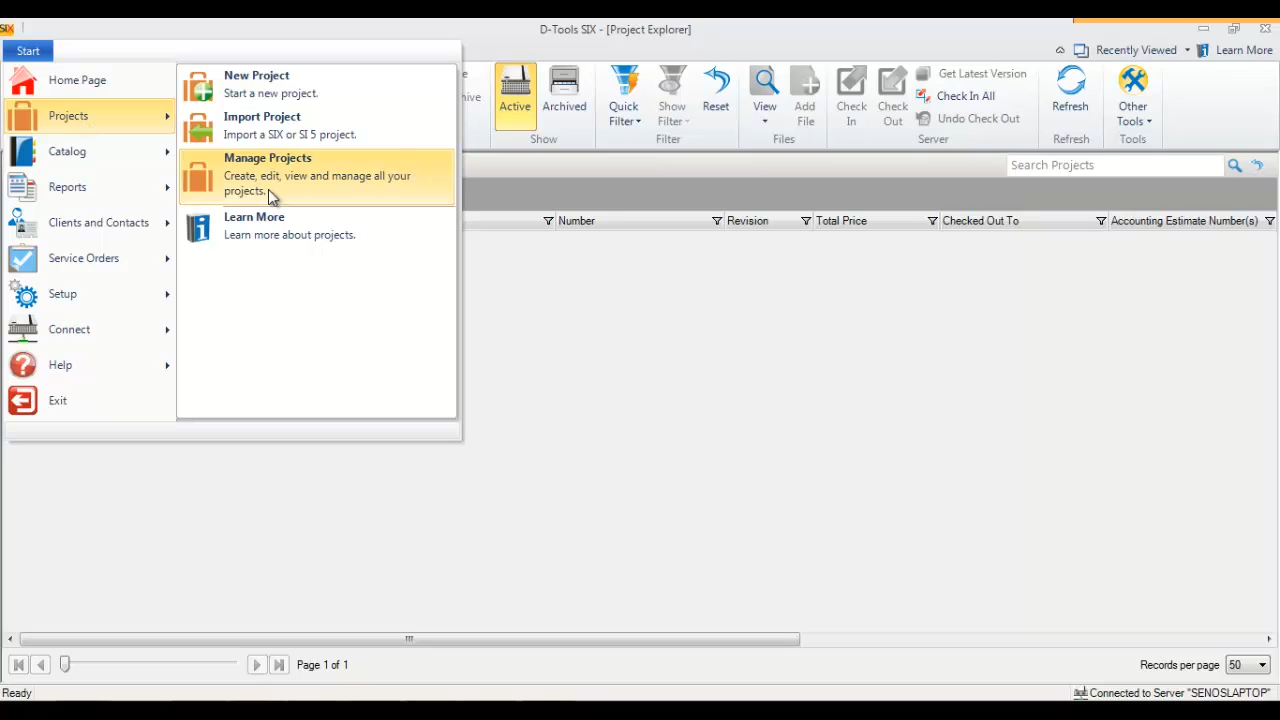 SIX
D-Tools SIX - [Project Explorer]
Start
Recently Viewed
Learn More
Home Page
Projects
Catalog
Reports
Clients and Contacts
Service Orders
Setup
Connect
Help
Exit
New Project
Start a new project.
Import Project
Import a SIX or SI 5 project.
Manage Projects
Create, edit, view and manage all your
projects.
Learn More
Learn more about projects.
Active
Archived
Show
Quick
Filter
Show
Filter
Reset
Filter
View
Add
File
Files
Check
In
Check
Out
Get Latest Version
Check In All
Undo Check Out
Server
Refresh
Refresh
Other
Tools
Tools
Search Projects
Number
Revision
Total Price
Checked Out To
Accounting Estimate Number(s)
Page 1 of 1
Records per page
50
Ready
Connected to Server "SENOSLAPTOP"